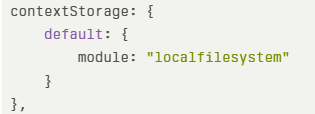 contextStorage: {
    default: {
        module: "localfilesystem"
    }
},